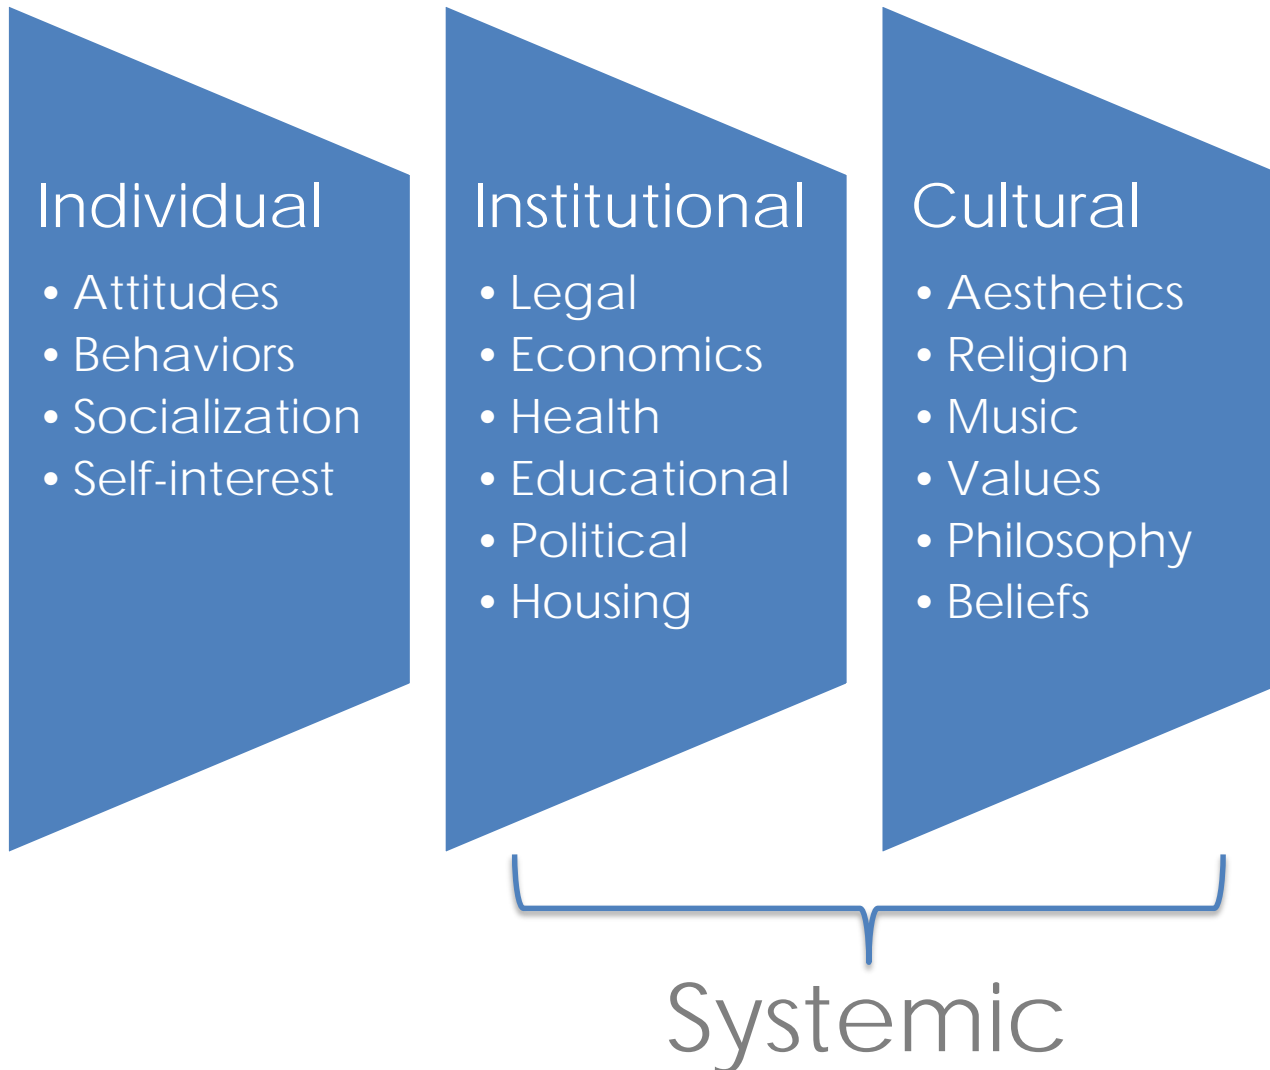 Individual
• Attitudes
• Behaviors
• Socialization
• Self-interest
Institutional
• Legal
• Economics
• Health
• Educational
• Political
• Housing
Cultural
• Aesthetics
• Religion
• Music
• Values
• Philosophy
• Beliefs
Systemic